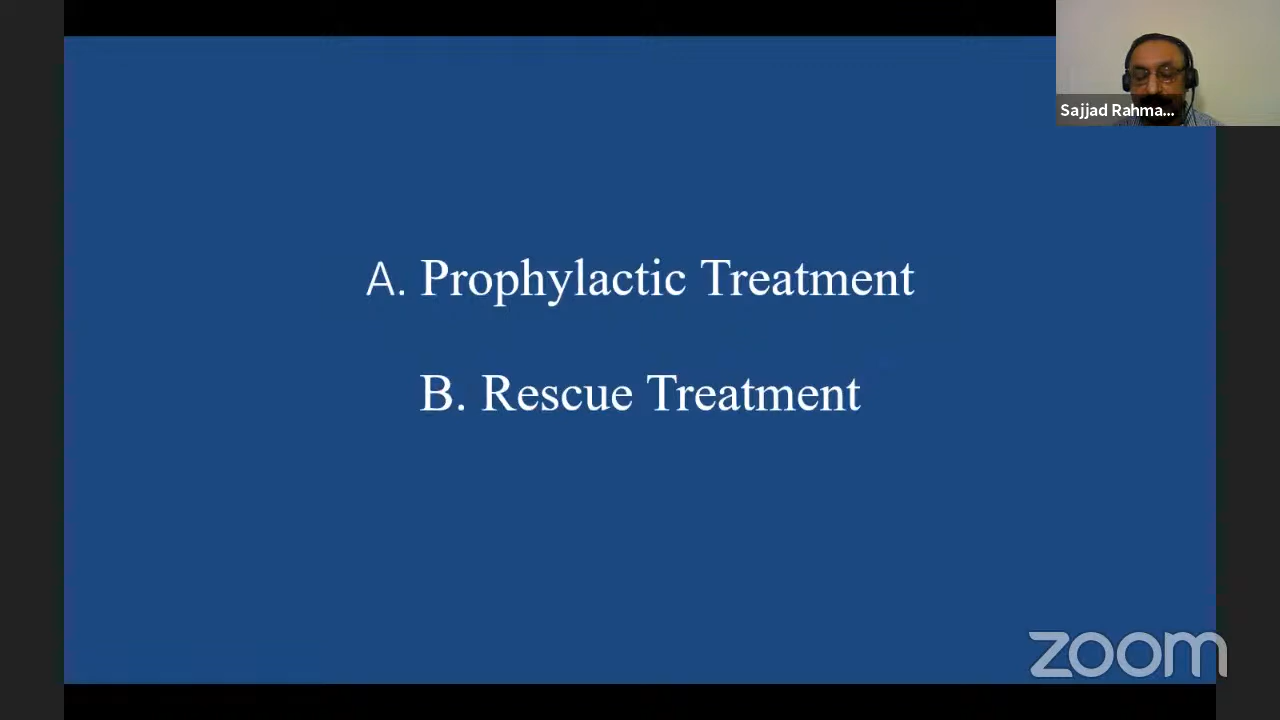 Sajjad Rahma...
A. Prophylactic Treatment
B. Rescue Treatment
zoom